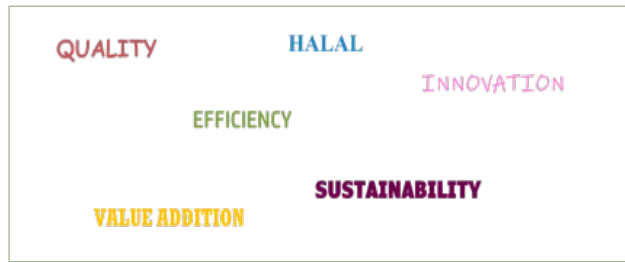 QUALITY
HALAL
INNOVATION
EFFICIENCY
SUSTAINABILITY
VALUE ADDITION